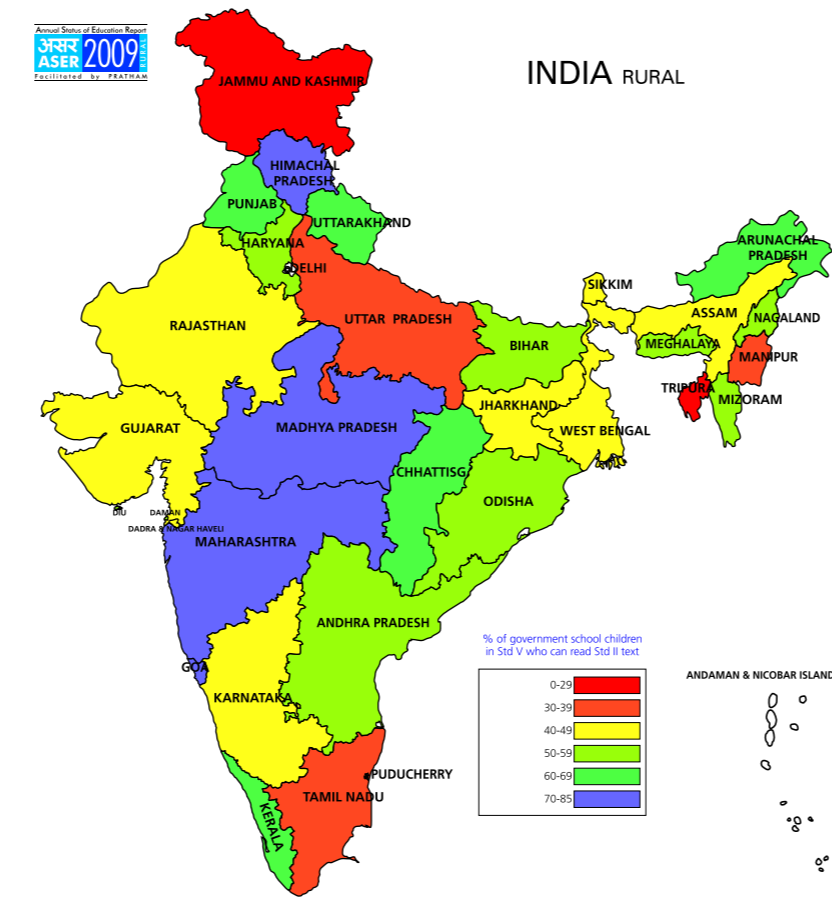 Annual Status of Education Report
असर
ASER
2009
RURAL
Facilitated by PRATHAM
INDIA RURAL
JAMMU AND KASHMIR
HIMACHAL
PRADESH
PUNJAB
UTTARAKHAND
HARYANA
DELHI
ARUNACHAL
PRADESH
SIKKIM
ASSAM
NAGALAND
RAJASTHAN
UTTAR PRADESH
BIHAR
MEGHALAYA
MANIPUR
TRIPURA
MIZORAM
JHARKHAND
GUJARAT
MADHYA PRADESH
WEST BENGAL
CHHATTISG
ODISHA
DIU
DAMAN
DADRA & NAGAR HAVELI
MAHARASHTRA
ANDHRA PRADESH
GOA
KARNATAKA
% of government school children
in Std V who can read Std II text
0-29
30-39
40-49
50-59
60-69
70-85
ANDAMAN & NICOBAR ISLAND
PUDUCHERRY
TAMIL NADU
KERALA